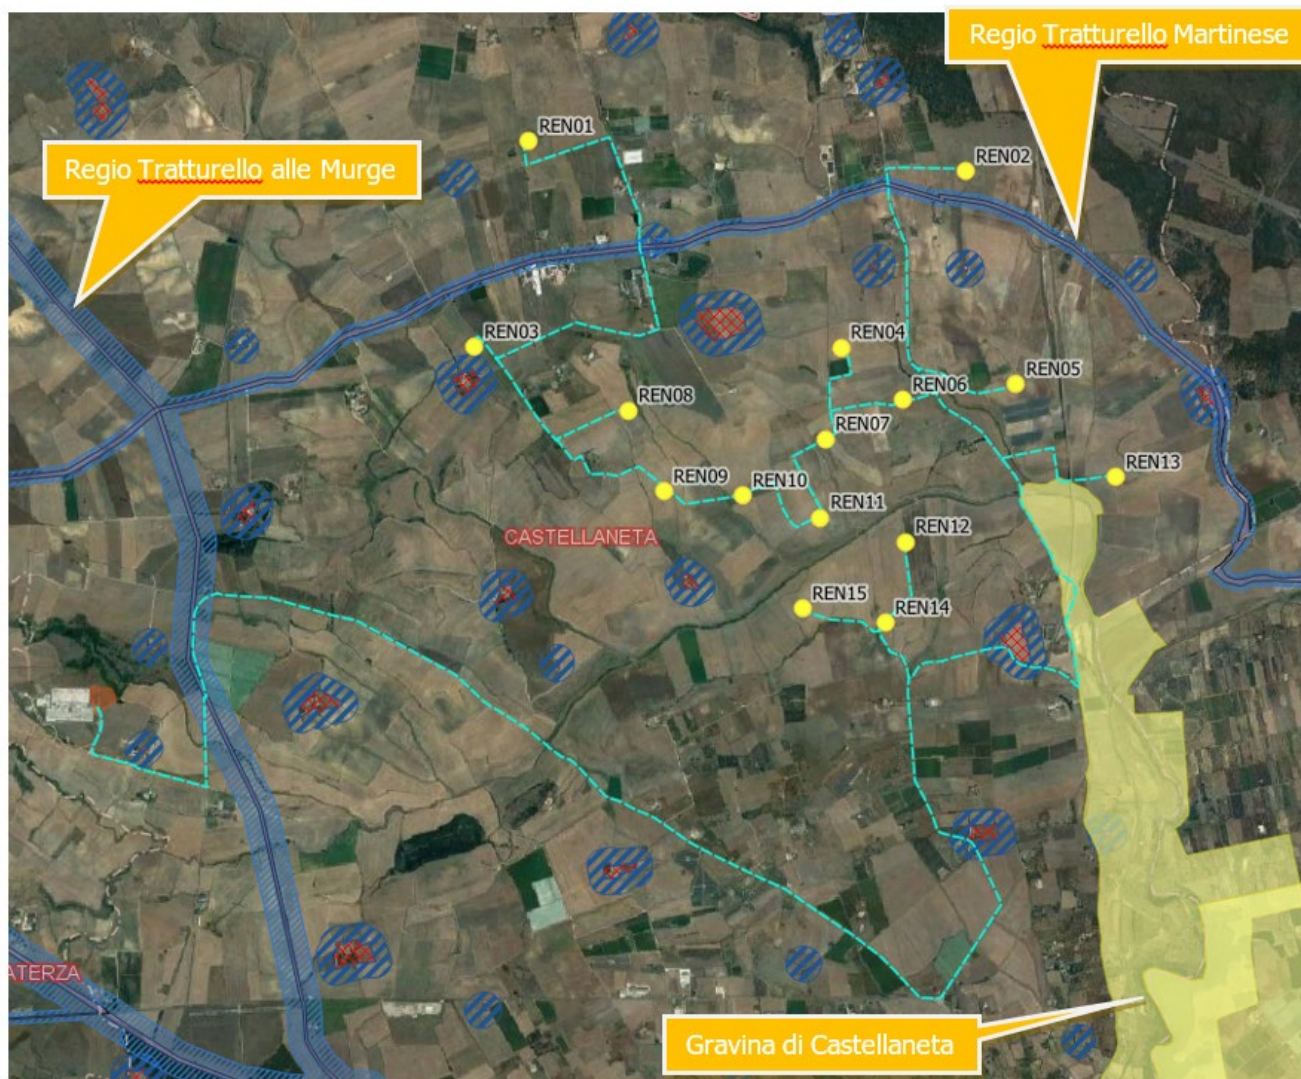 Regio Tratturello Martinese
REN01
Regio Tratturello alle Murge
REN02
REN03
REN04
REN05
REN06
REN08
REN07
REN13
REN09
REN10
REN11
CASTELLANETA
REN12
REN15
REN14
ATERZA
Gravina di Castellaneta